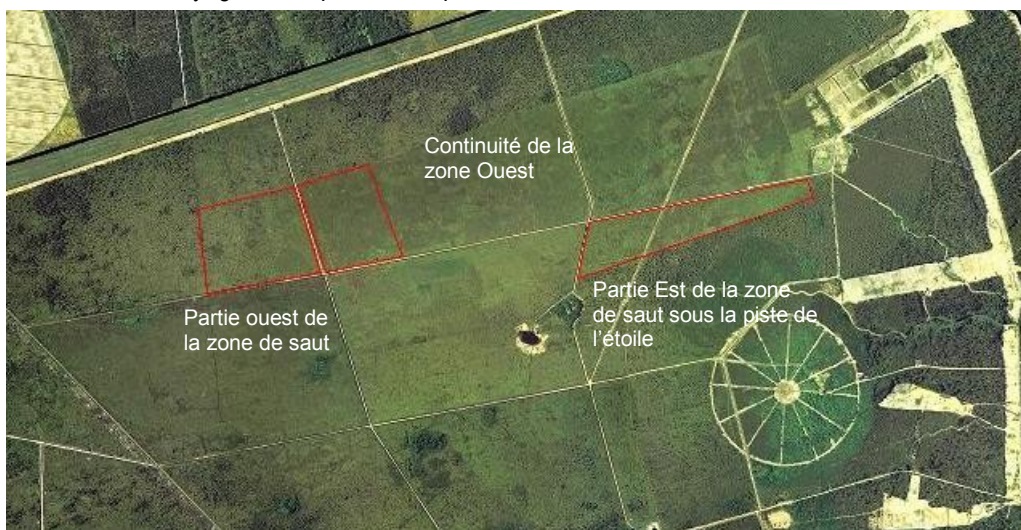 Continuité de la
zone Ouest
Partie ouest de
la zone de saut
Partie Est de la zone
de saut sous la piste de
l'étoile